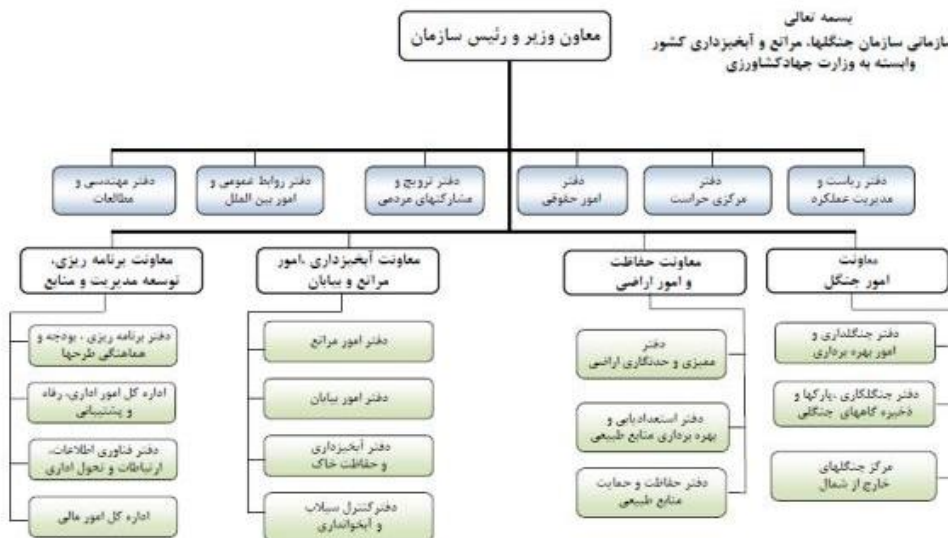 بسمه تعالی
سازمانی سازمان جنگلها، مراتع و آبخیزداری کشور
وابسته به وزارت جهادکشاورزی
معاون وزیر و رئیس سازمان
دفتر ریاست و
مدیریت عملکرد
دفتر
مرکزی حراست
دفتر
امور حقوقی
دفتر ترویج و
مشارکتهای مردمی
دفتر روابط عمومی و
امور بین الملل
دفتر مهندسی و
مطالعات
معاونت
امور جنگل
معاونت حفاظت
و امور اراضی
معاونت آبخیزداری ،امور
مراتع و بیابان
معاونت برنامه ریزی،
توسعه مدیریت و منابع
دفتر جنگلداری و
امور بهره برداری
دفتر جنگلکاری ،پارکها و
ذخیره گاههای جنگلی
مرکز جنگلهای
خارج از شمال
دفتر
ممیزی و حدنگاری اراضی
دفتر استعدادیابی و
بهره برداری منابع طبیعی
دفتر حفاظت و حمایت
منابع طبیعی
دفتر امور مراتع
دفتر امور بیابان
دفتر آبخیزداری
و حفاظت خاک
دفترکنترل سیلاب
و آبخوانداری
دفتر برنامه ریزی ، بودجه و
هماهنگی طرحها
اداره کل امور اداری، رفاه
و پشتیبانی
دفتر فناوری اطلاعات،
ارتباطات و تحول اداری
اداره کل امور مالی